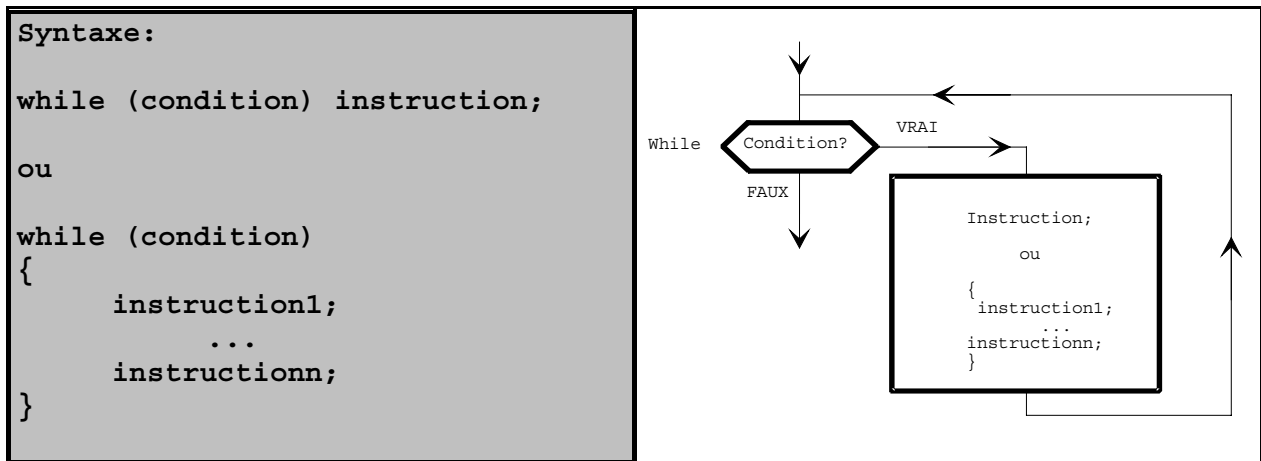 Syntaxe:
while (condition) instruction;
ou
while (condition)
{
instruction1;
...
instructionn;
}
While
Condition?
VRAI
FAUX
Instruction;
ou
{
instruction1;
...
instructionn;
}